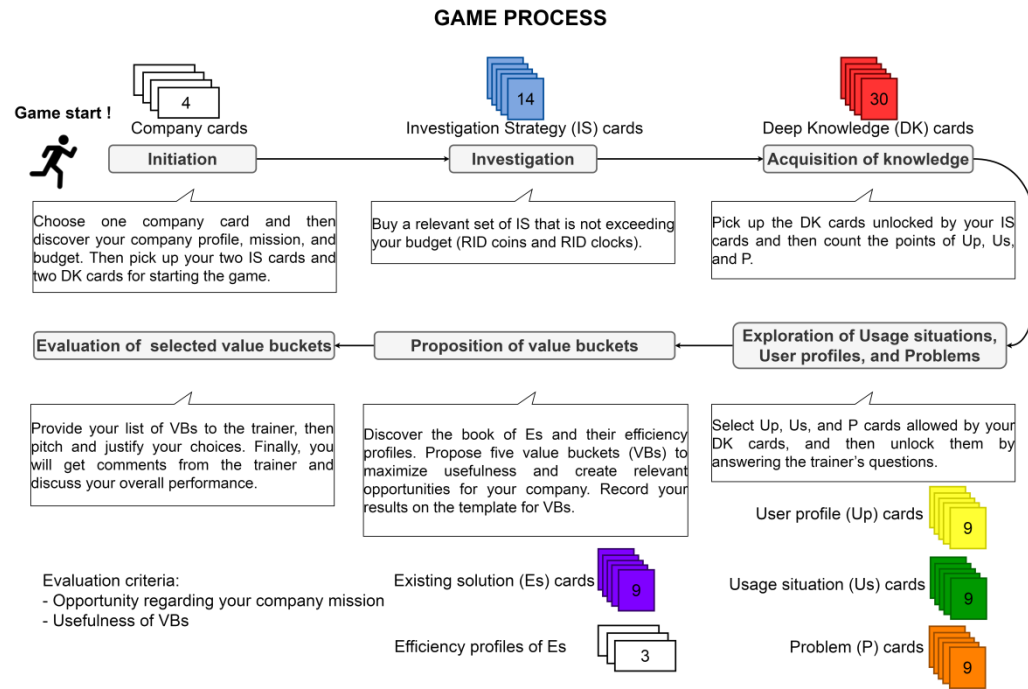 GAME PROCESS
Game start !
4
Company cards
14
Investigation Strategy (IS) cards
30
Deep Knowledge (DK) cards
Initiation
Investigation
Acquisition of knowledge
Choose one company card and then
discover your company profile, mission, and
budget. Then pick up your two IS cards and
two DK cards for starting the game.
Buy a relevant set of IS that is not exceeding
your budget (RID coins and RID clocks).
Pick up the DK cards unlocked by your IS
cards and then count the points of Up, Us,
and P.
Evaluation of selected value buckets
Proposition of value buckets
Exploration of Usage situations,
User profiles, and Problems
Provide your list of VBs to the trainer, then
pitch and justify your choices. Finally, you
will get comments from the trainer and
discuss your overall performance.
Discover the book of Es and their efficiency
profiles. Propose five value buckets (VBs) to
maximize usefulness and create relevant
opportunities for your company. Record your
results on the template for VBs.
Select Up, Us, and P cards allowed by your
DK cards, and then unlock them by
answering the trainer's questions.
User profile (Up) cards
9
Evaluation criteria:
- Opportunity regarding your company mission
- Usefulness of VBs
Existing solution (Es) cards
9
Usage situation (Us) cards
9
Efficiency profiles of Es
3
Problem (P) cards
9